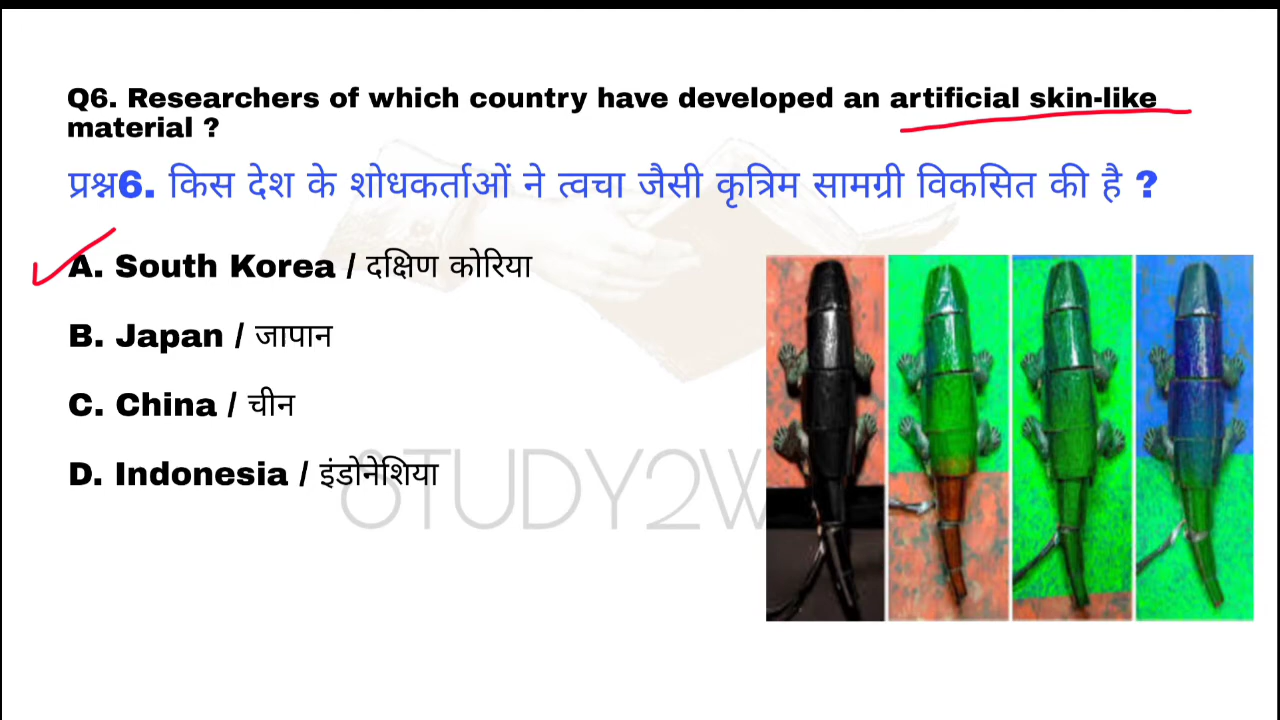 Q6. Researchers of which country have developed an artificial skin-like
material ?
प्रश्न6. किस देश के शोधकर्ताओं ने त्वचा जैसी कृत्रिम सामग्री विकसित की है ?
A. South Korea / दक्षिण कोरिया
B. Japan / जापान
C. China / चीन
D. Indonesia / इंडोनेशिया
STUDY2W